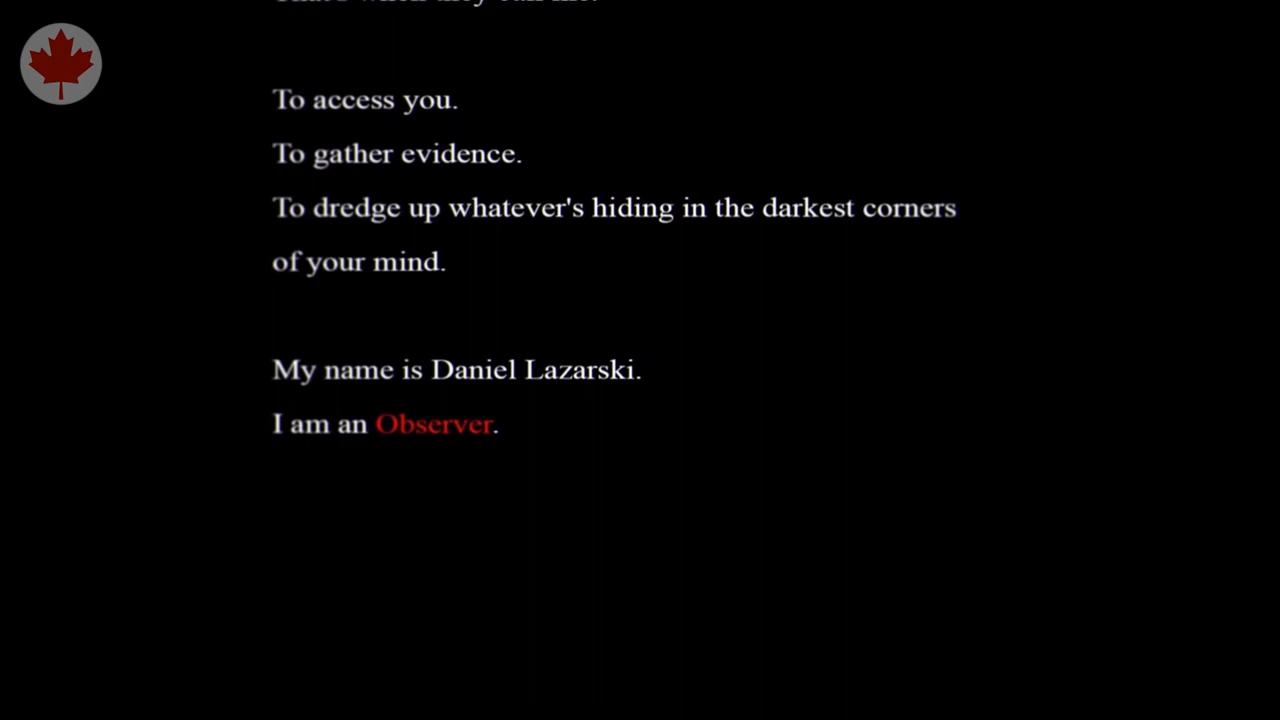 To access you.
To gather evidence.
To dredge up whatever's hiding in the darkest corners
of your mind.
My name is Daniel Lazarski.
I am an Observer.